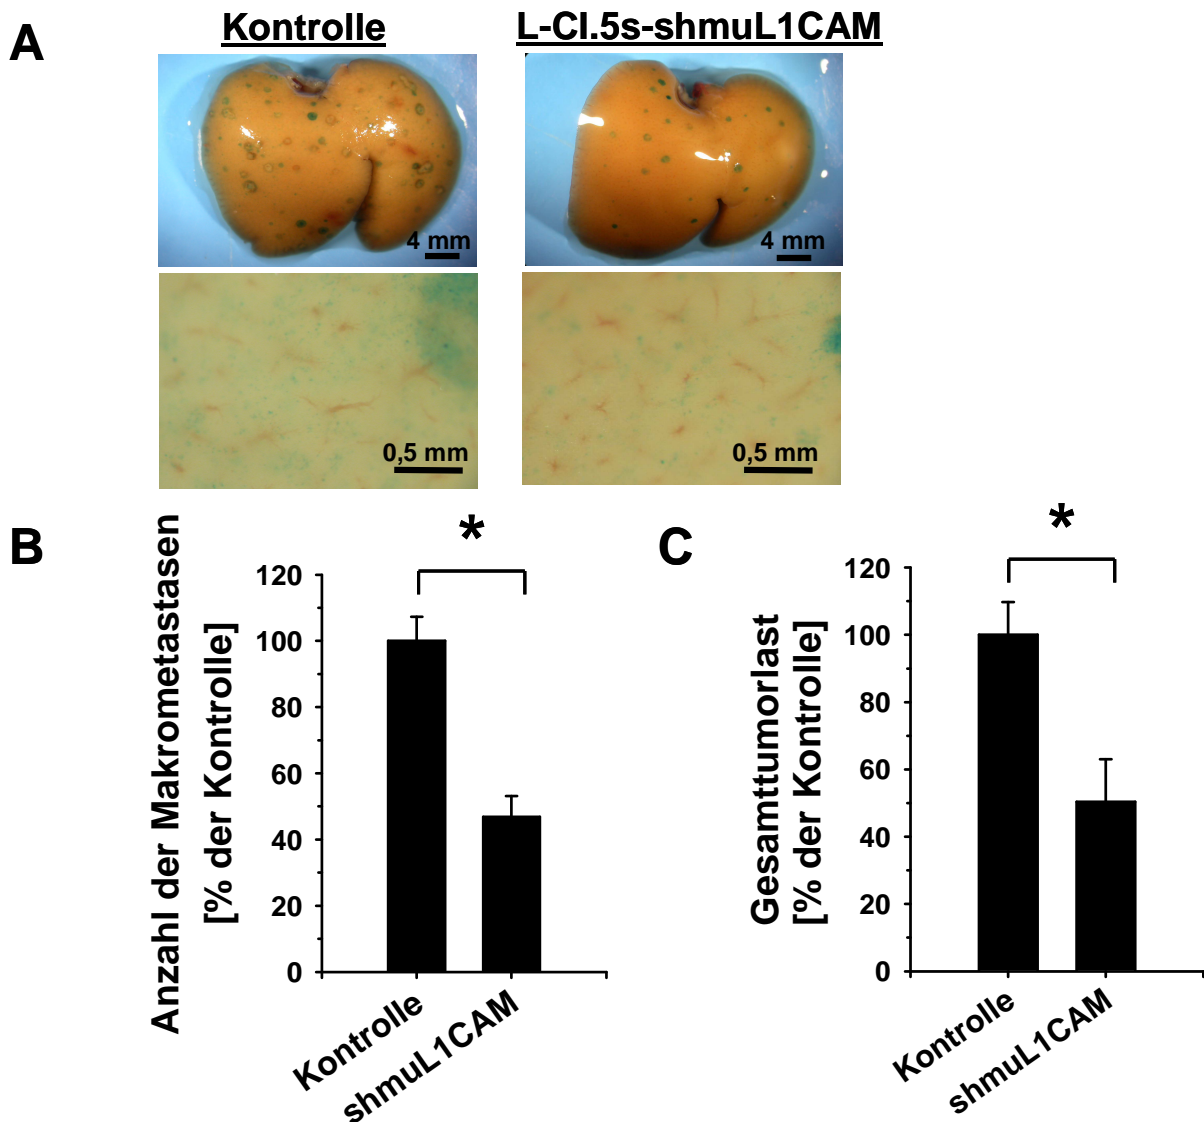 A
Kontrolle
L-Cl.5s-shmuL1CAM
4 mm
4 mm
0,5 mm
0,5 mm
B
Anzahl der Makrometastasen
[% der Kontrolle]
*
120
100
80
60
40
20
0
Kontrolle
shmuL1CAM
C
Gesamttumorlast
[% der Kontrolle]
*
120
100
80
60
40
20
0
Kontrolle
shmuL1CAM